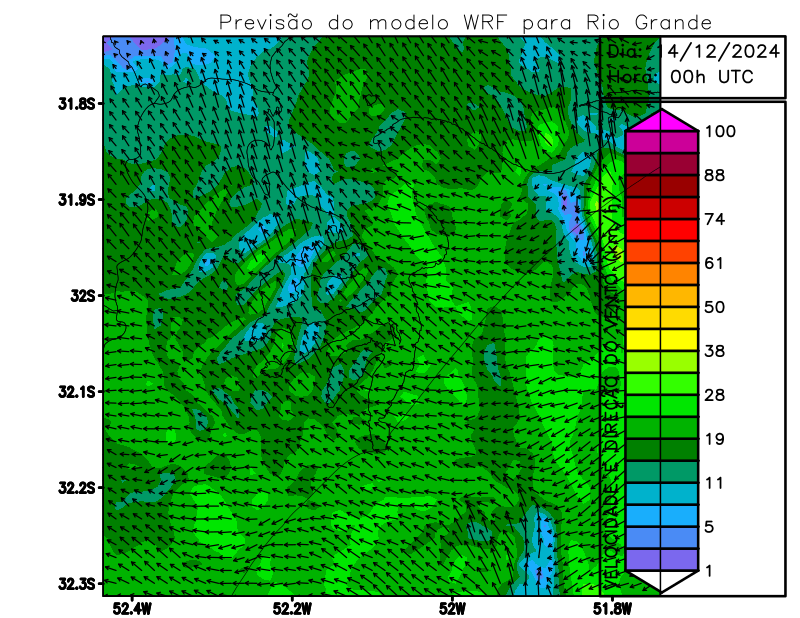 Previsão do modelo WRF para Rio Grande
Dia: 14/12/2024
Hora: 00h UTC
31.8S
31.9S
32S
32.1S
32.2S
32.3S
52.4W
52.2W
52W
51.8W
VELOCIDADE E DIREÇÃO DO VENTO (km/h)
100
88
74
61
50
38
28
19
11
5
1